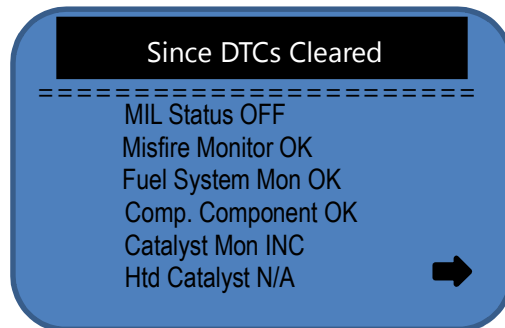 Since DTCs Cleared
=======================
MIL Status OFF
Misfire Monitor OK
Fuel System Mon OK
Comp. Component OK
Catalyst Mon INC
Htd Catalyst N/A